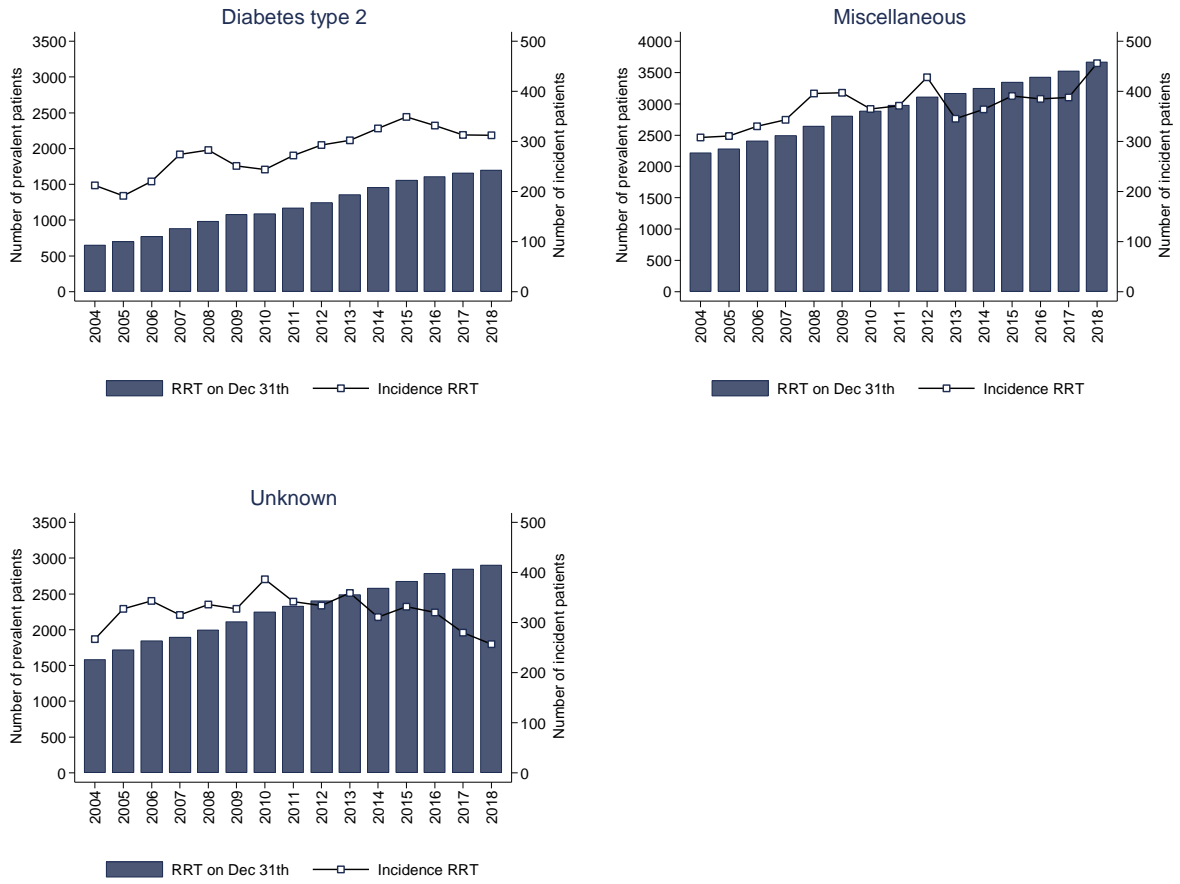 Diabetes type 2
Number of prevalent patients
3500
3000
2500
2000
1500
1000
500
0
500
400
300
200
100
0
Number of incident patients
2004 2005 2006 2007 2008 2009 2010 2011 2012 2013 2014 2015 2016 2017 2018
RRT on Dec 31th Incidence RRT
Miscellaneous
Number of prevalent patients
4000
3500
3000
2500
2000
1500
1000
500
0
500
400
300
200
100
0
Number of incident patients
2004 2005 2006 2007 2008 2009 2010 2011 2012 2013 2014 2015 2016 2017 2018
RRT on Dec 31th Incidence RRT
Unknown
Number of prevalent patients
3500
3000
2500
2000
1500
1000
500
0
500
400
300
200
100
0
Number of incident patients
2004 2005 2006 2007 2008 2009 2010 2011 2012 2013 2014 2015 2016 2017 2018
RRT on Dec 31th Incidence RRT